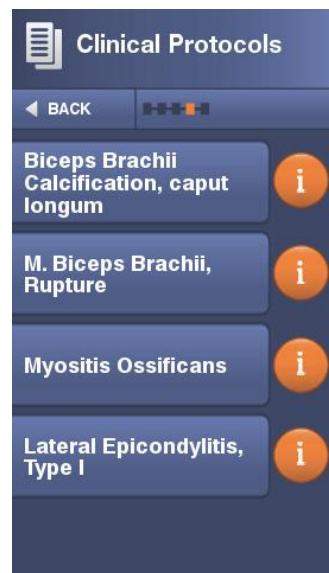 Clinical Protocols
BACK
Biceps Brachii
Calcification, caput
longum
i
M. Biceps Brachii,
Rupture
i
Myositis Ossificans
i
Lateral Epicondylitis,
Type I
i